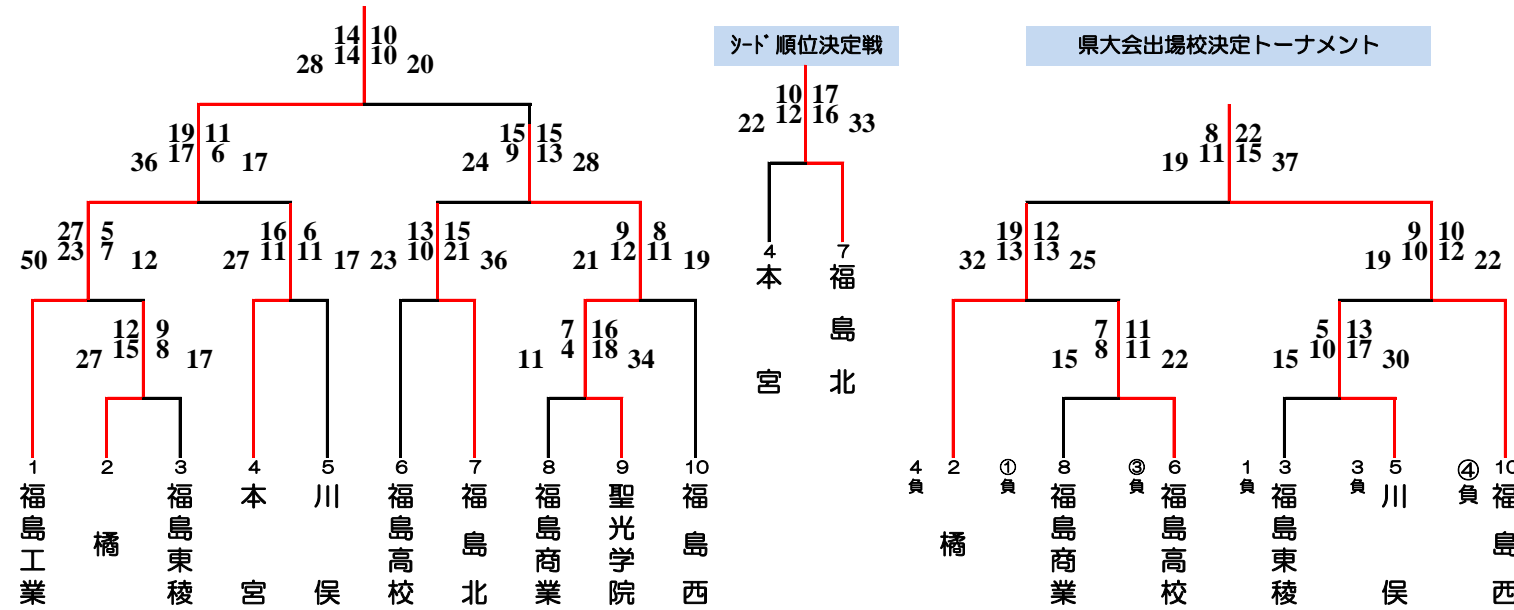 14 10
28 14 10 20
シード順位決定戦
県大会出場校決定トーナメント
10 17
22 12 16 33
19 11
36 17 6 17
15 15
24 9 13 28
8 22
19 11 15 37
27 5
50 23 7 12
16 6
27 11 11 17
13 15
23 10 21 36
9 8
21 12 11 19
4 本宮
7 福島北
19 12
32 13 13 25
9 10
19 10 12 22
12 9
27 15 8 17
7 16
11 4 18 34
7 11
15 8 11 22
5 13
15 10 17 30
1 福島工業
2 橘
3 福島東稜
4 本宮
5 川俣
6 福島高校
7 福島北
8 福島商業
9 聖光学院
10 福島西
4負 2 橘
①負 8 福島商業
③負 6 福島高校
1負 3 福島東稜
3負 5 川俣
④負 10 福島西